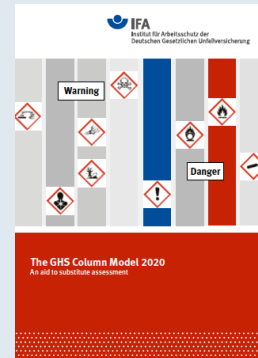 IFA
Institut für Arbeitsschutz der
Deutschen Gesetzlichen Unfallversicherung
Warning
Danger
The GHS Column Model 2020
An aid to substitute assessment